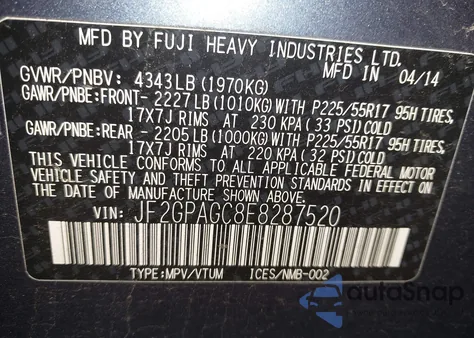 MFD BY FUJI HEAVY INDUSTRIES LTD.
MFD IN 04/14
GVWR/PNBV: 4343LB(1970KG)
GAWR/PNBE:FRONT- 2227LB(1010KG)WITH P225/55R17 95H TIRES,
17x7J RIMS AT 230 KPA(33 PSI)COLD
GAWR/PNBE:REAR - 2205LB(1000KG)WITH P225/55R17 95H TIRES,
17x7J RIMS AT 220 KPA(32 PSI)COLD
THIS VEHICLE CONFORMS TO ALL APPLICABLE FEDERAL MOTOR
VEHICLE SAFETY AND THEFT PREVENTION STANDARDS IN EFFECT ON
THE DATE OF MANUFACTURE SHOWN ABOVE.
VIN: JF2GPAGC8E8287520
TYPE:MPV/VTUM ICES/NMB-002
autoSnap